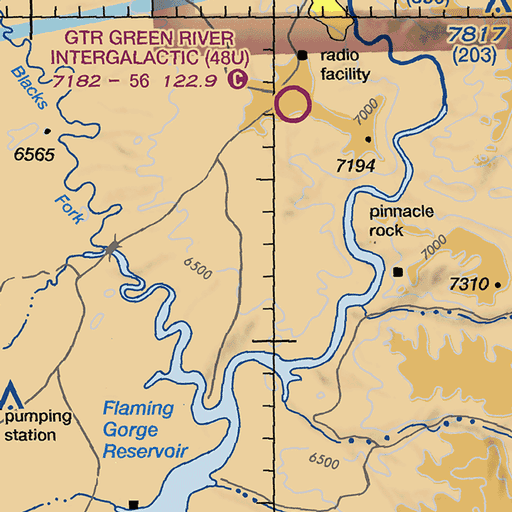 GTR GREEN RIVER
INTERGALACTIC (48U)
7182 – 56 122.9 C
7817
(203)
radio
facility
Blacks
Fork
6565
7000
7194
pinnacle
rock
7000
7310
6500
Flaming
Gorge
Reservoir
pumping
station
6500